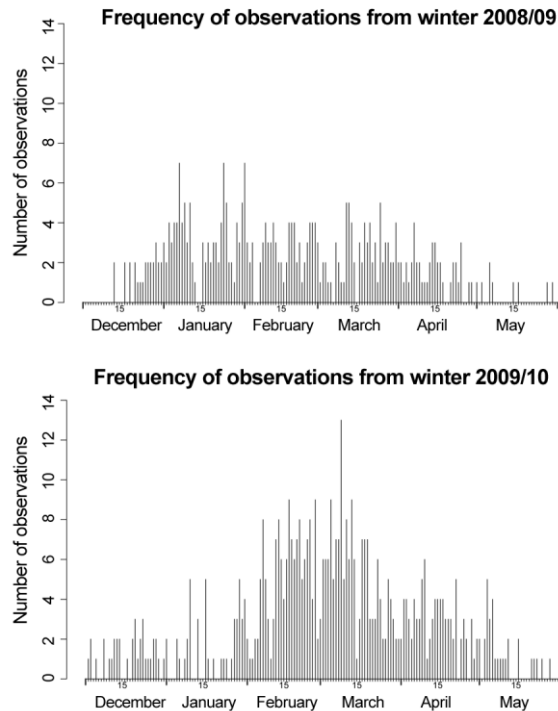 Frequency of observations from winter 2008/09
Number of observations
14
12
10
8
6
4
2
0
15 15 15 15 15 15
December January February March April May
Frequency of observations from winter 2009/10
Number of observations
14
12
10
8
6
4
2
0
15 15 15 15 15 15
December January February March April May